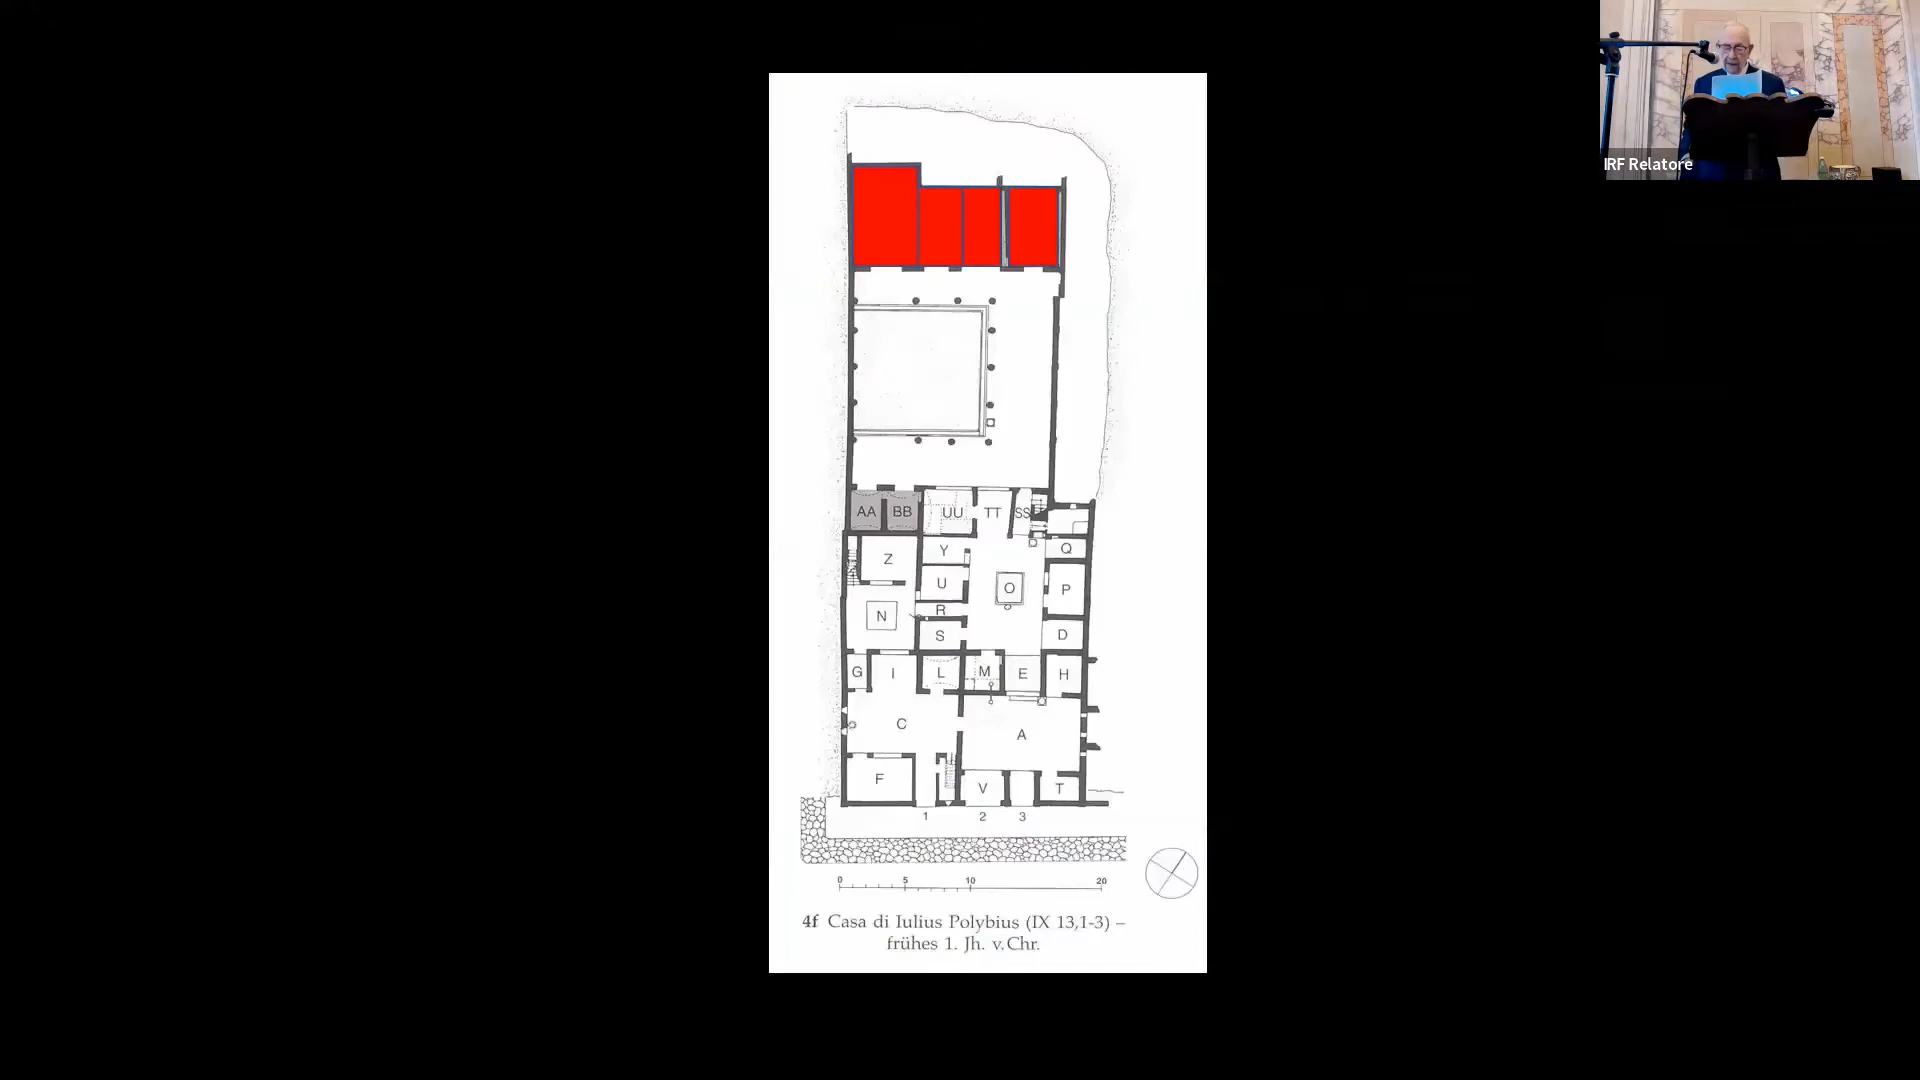 IRF Relatore
AA BB UU TT SS
Z Y Q
U O P
N R
S D
G I L M E H
C A
F V T
1 2 3
0 5 10 20
4f Casa di Iulius Polybius (IX 13,1-3) –
frühes 1. Jh. v. Chr.